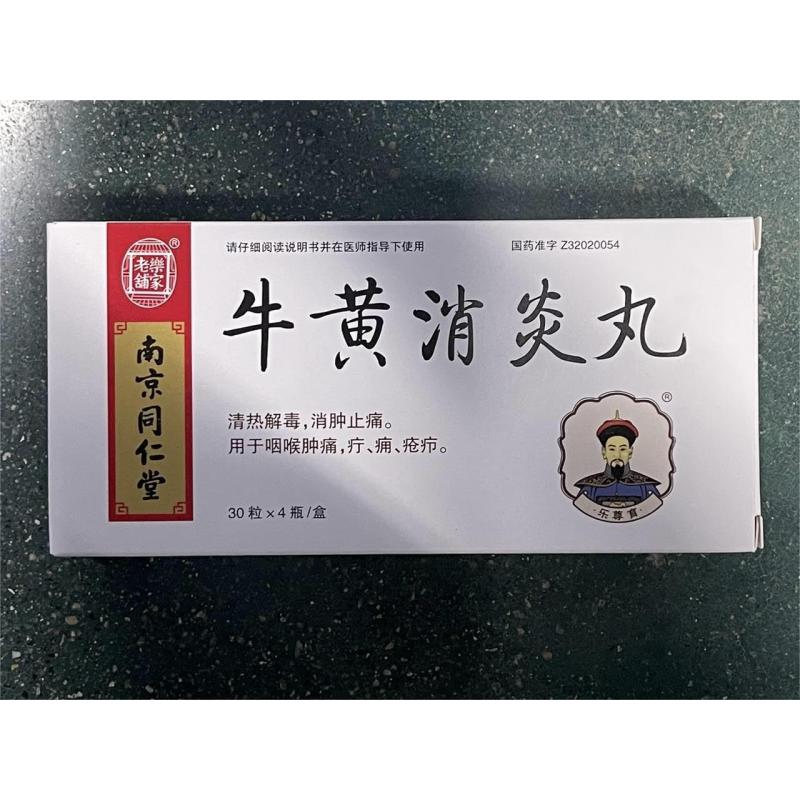 樂家
老舖
®
南京同仁堂
请仔细阅读说明书并在医师指导下使用
国药准字 Z32020054
牛黄消炎丸
清热解毒,消肿止痛。
用于咽喉肿痛,疔、痈、疮疖。
30 粒 × 4 瓶/盒
®
·乐尊育·